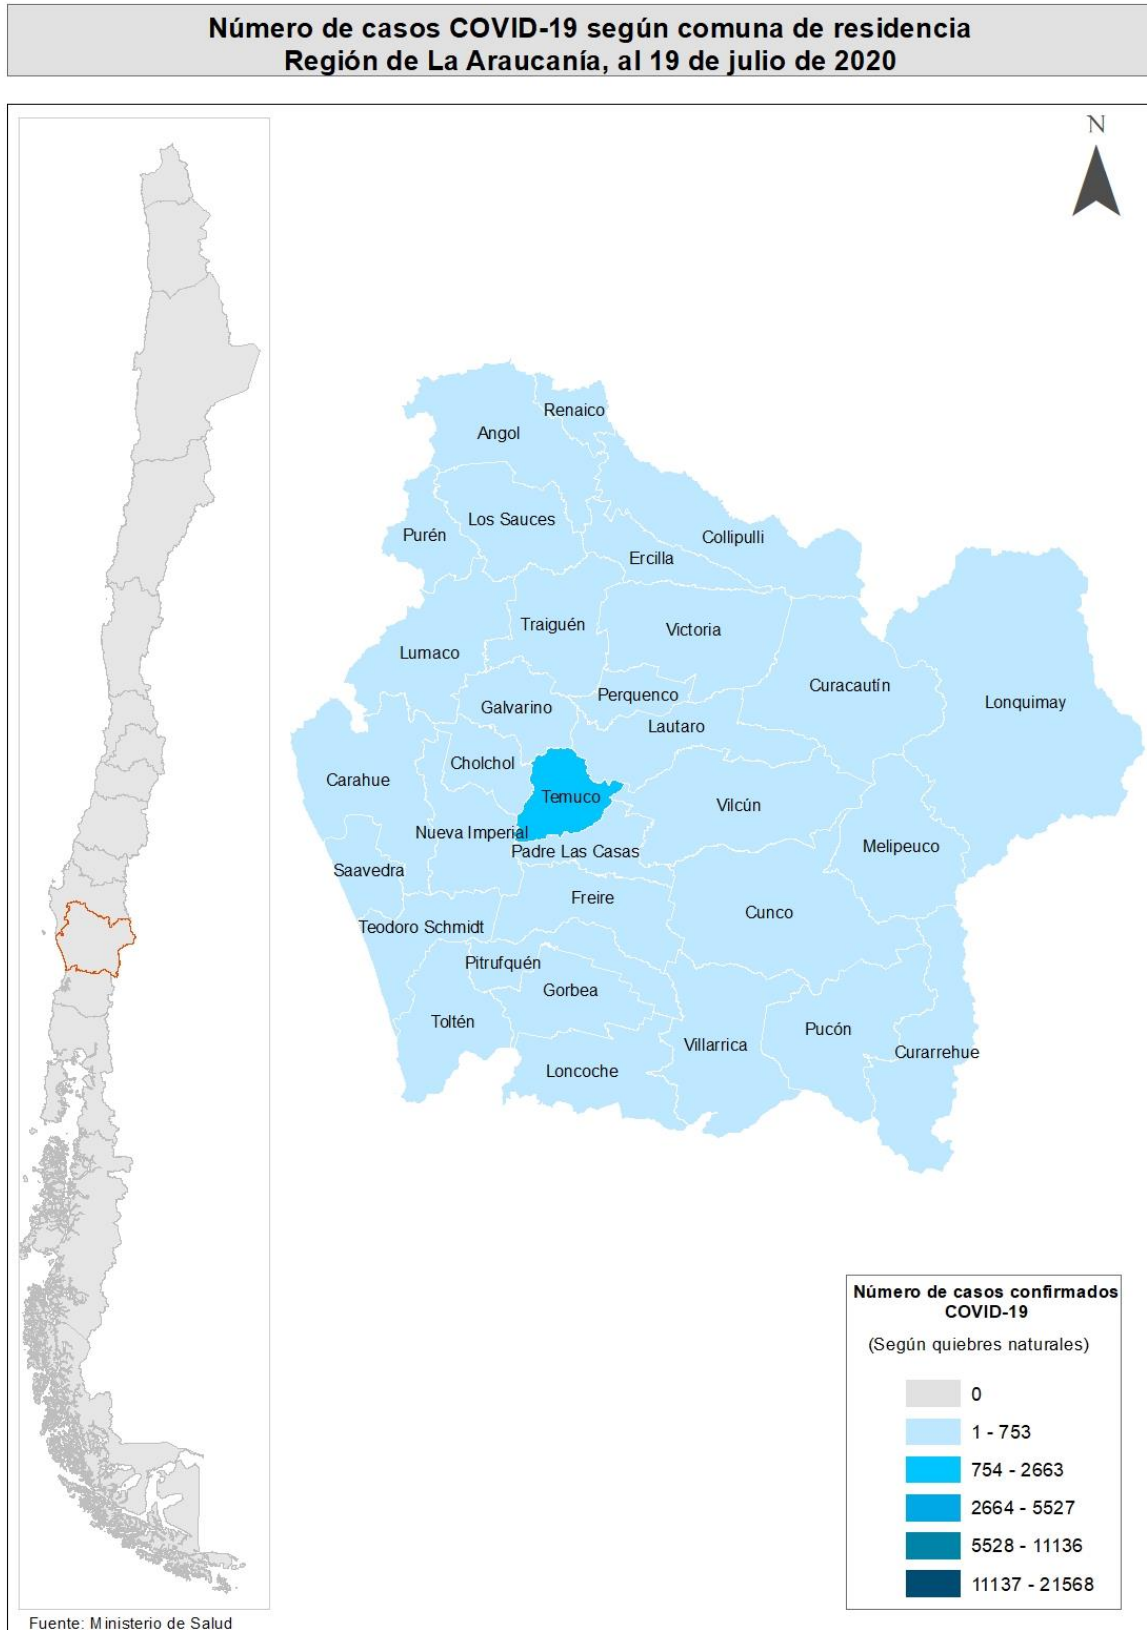 Número de casos COVID-19 según comuna de residencia
Región de La Araucanía, al 19 de julio de 2020
N
Renaico
Angol
Los Sauces
Purén
Collipulli
Ercilla
Traiguén
Victoria
Lumaco
Curacautín
Perquenco
Lonquimay
Galvarino
Lautaro
Cholchol
Carahue
Temuco
Vilcún
Nueva Imperial
Melipeuco
Padre Las Casas
Saavedra
Freire
Cunco
Teodoro Schmidt
Pitrufquén
Gorbea
Toltén
Pucón
Villarrica
Curarrehue
Loncoche
Número de casos confirmados
COVID-19
(Según quiebres naturales)
0
1 - 753
754 - 2663
2664 - 5527
5528 - 11136
11137 - 21568
Fuente: Ministerio de Salud